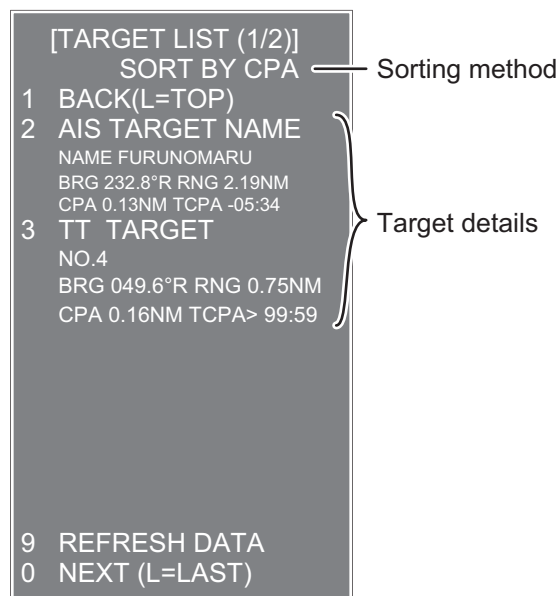 [TARGET LIST (1/2)]
SORT BY CPA
Sorting method
1 BACK(L=TOP)
2 AIS TARGET NAME
NAME FURUNOMARU
BRG 232.8°R RNG 2.19NM
CPA 0.13NM TCPA -05:34
3 TT TARGET
NO.4
BRG 049.6°R RNG 0.75NM
CPA 0.16NM TCPA> 99:59
Target details
9 REFRESH DATA
0 NEXT (L=LAST)